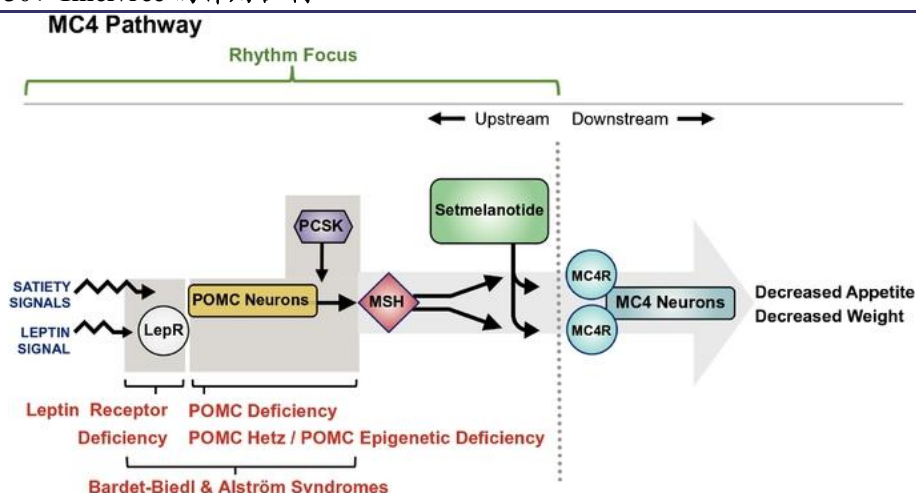 MC4 Pathway
Rhythm Focus
Upstream Downstream
Setmelanotide
PCSK
SATIETY
SIGNALS
POMC Neurons
MSH
MC4R
MC4 Neurons
Decreased Appetite
Decreased Weight
LEPTIN
SIGNAL
LepR
MC4R
Leptin Receptor
Deficiency
POMC Deficiency
POMC Hetz / POMC Epigenetic Deficiency
Bardet-Biedl & Alström Syndromes